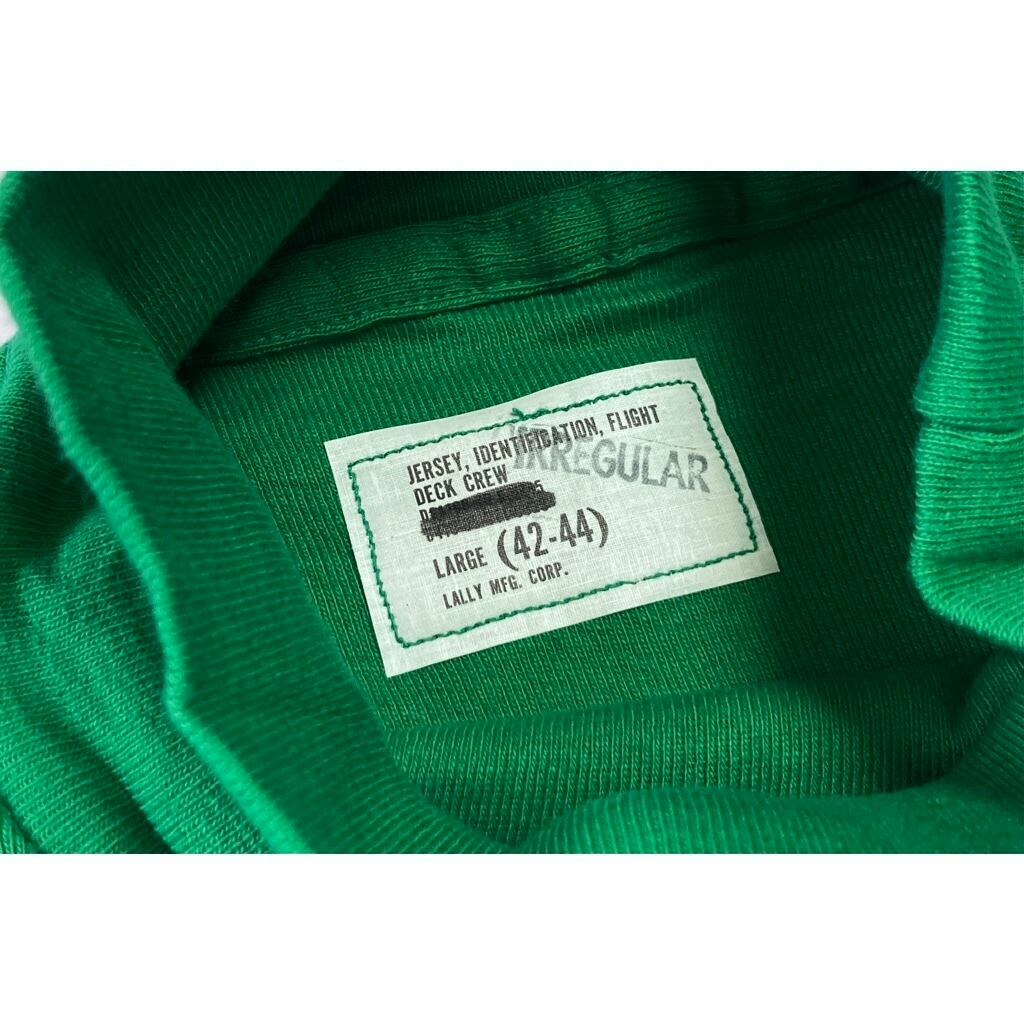 JERSEY, IDENTIFICATION, FLIGHT
DECK CREW
IRREGULAR
LARGE (42-44)
LALLY MFG. CORP.